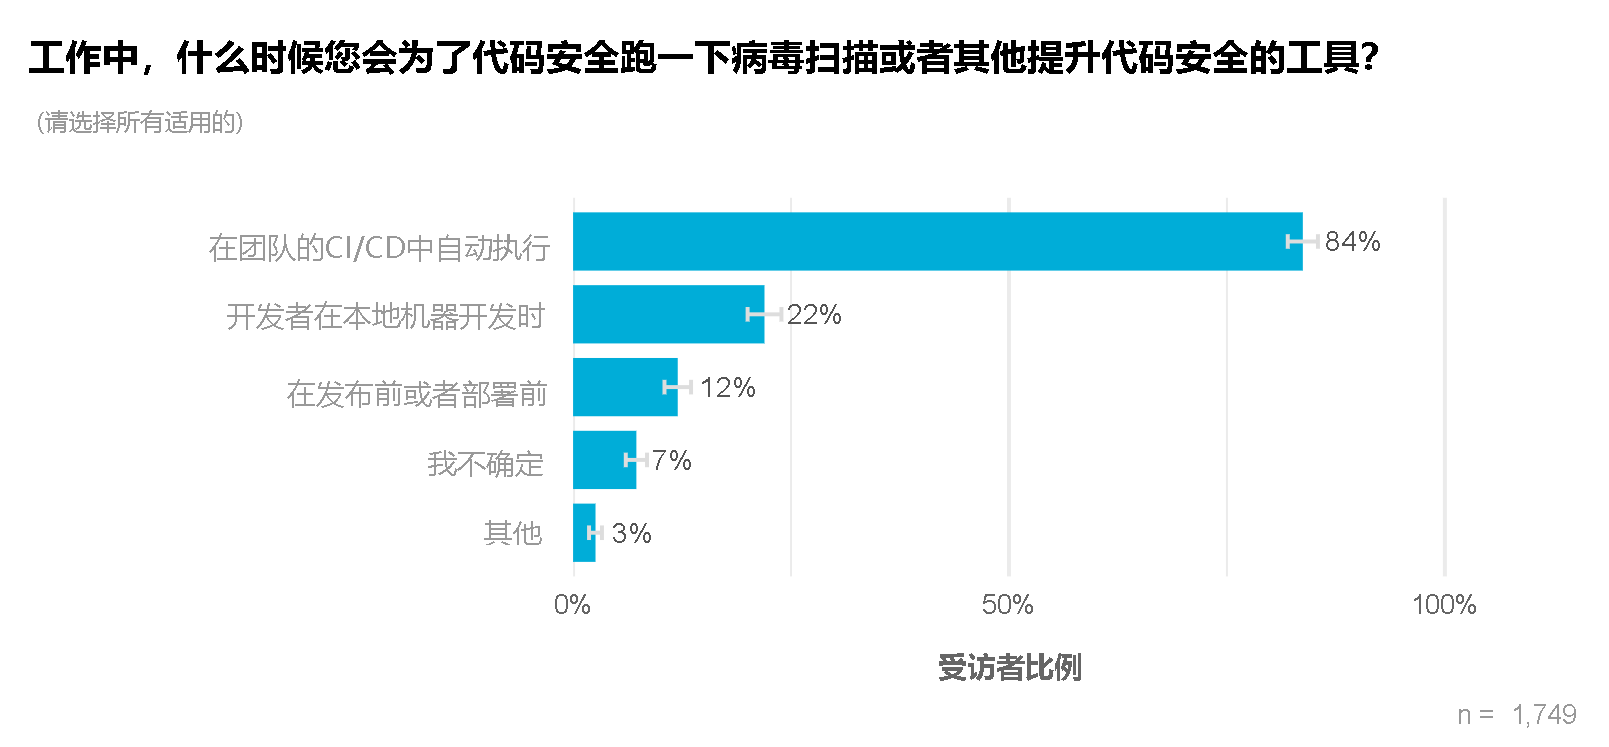 工作中，什么时候您会为了代码安全跑一下病毒扫描或者其他提升代码安全的工具？
(请选择所有适用的)
在团队的CI/CD中自动执行 84%
开发者在本地机器开发时 22%
在发布前或者部署前 12%
我不确定 7%
其他 3%
0% 50% 100%
受访者比例
n = 1,749